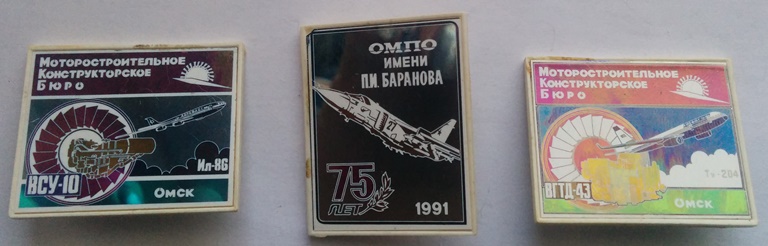 Моторостроительное
Конструкторское
Бюро
Ил-86
ВСУ-10
Омск
ОМПО
ИМЕНИ
П.И. БАРАНОВА
21
75
ЛЕТ
1991
Моторостроительное
Конструкторское
Бюро
Ту-204
ВГТД-43
Омск